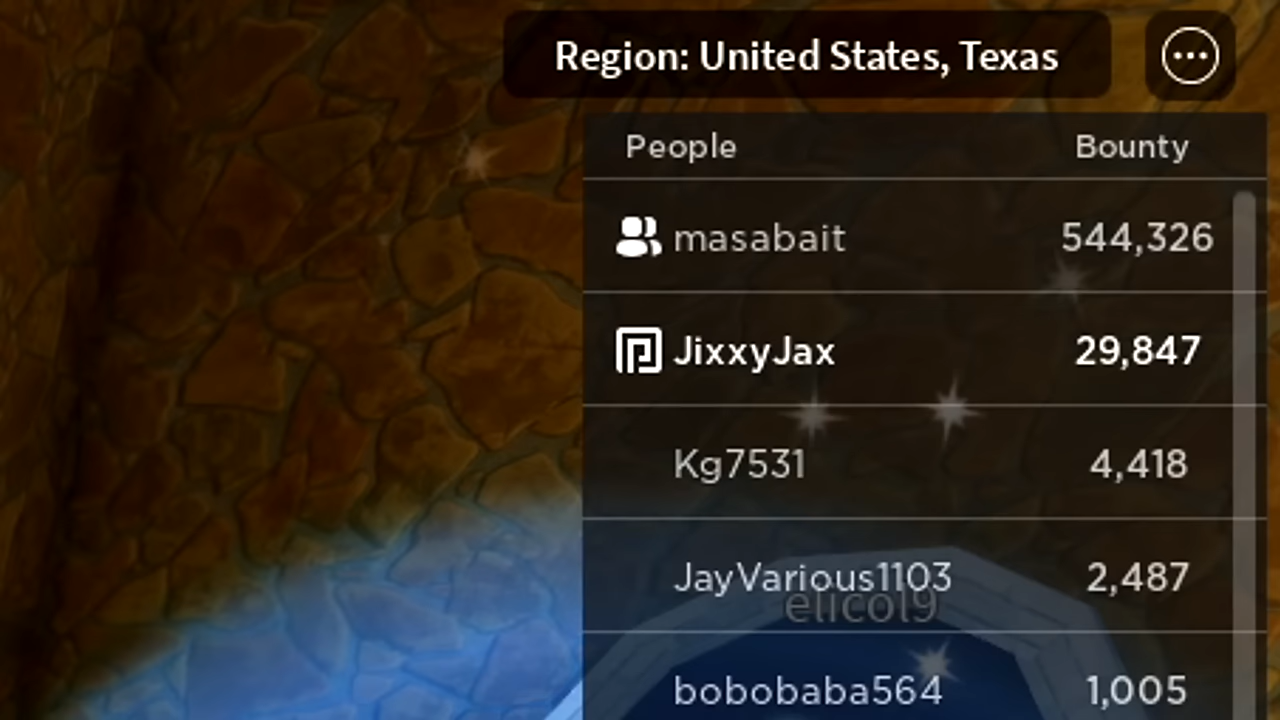 Region: United States, Texas
People Bounty
masabait 544,326
JixxyJax 29,847
Kg7531 4,418
JayVarious1103 2,487
elicol9
bobobaba564 1,005